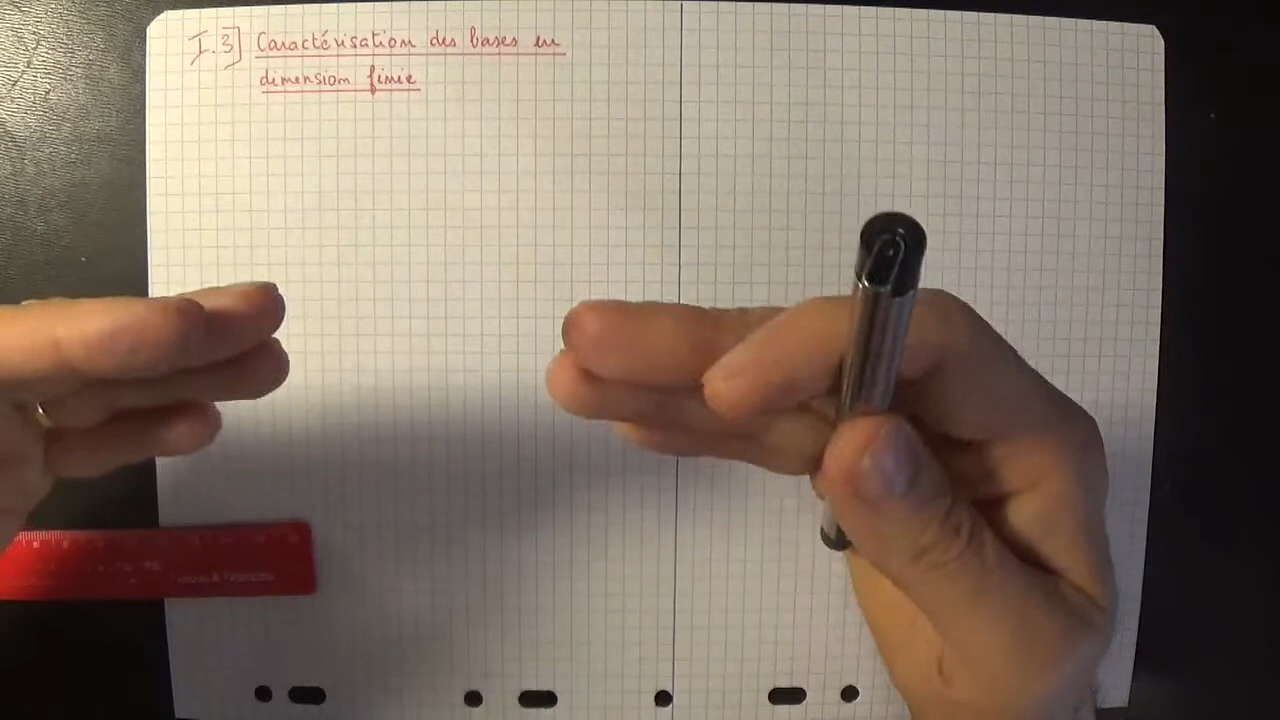 I.3] Caractérisation des bases en
dimension finie